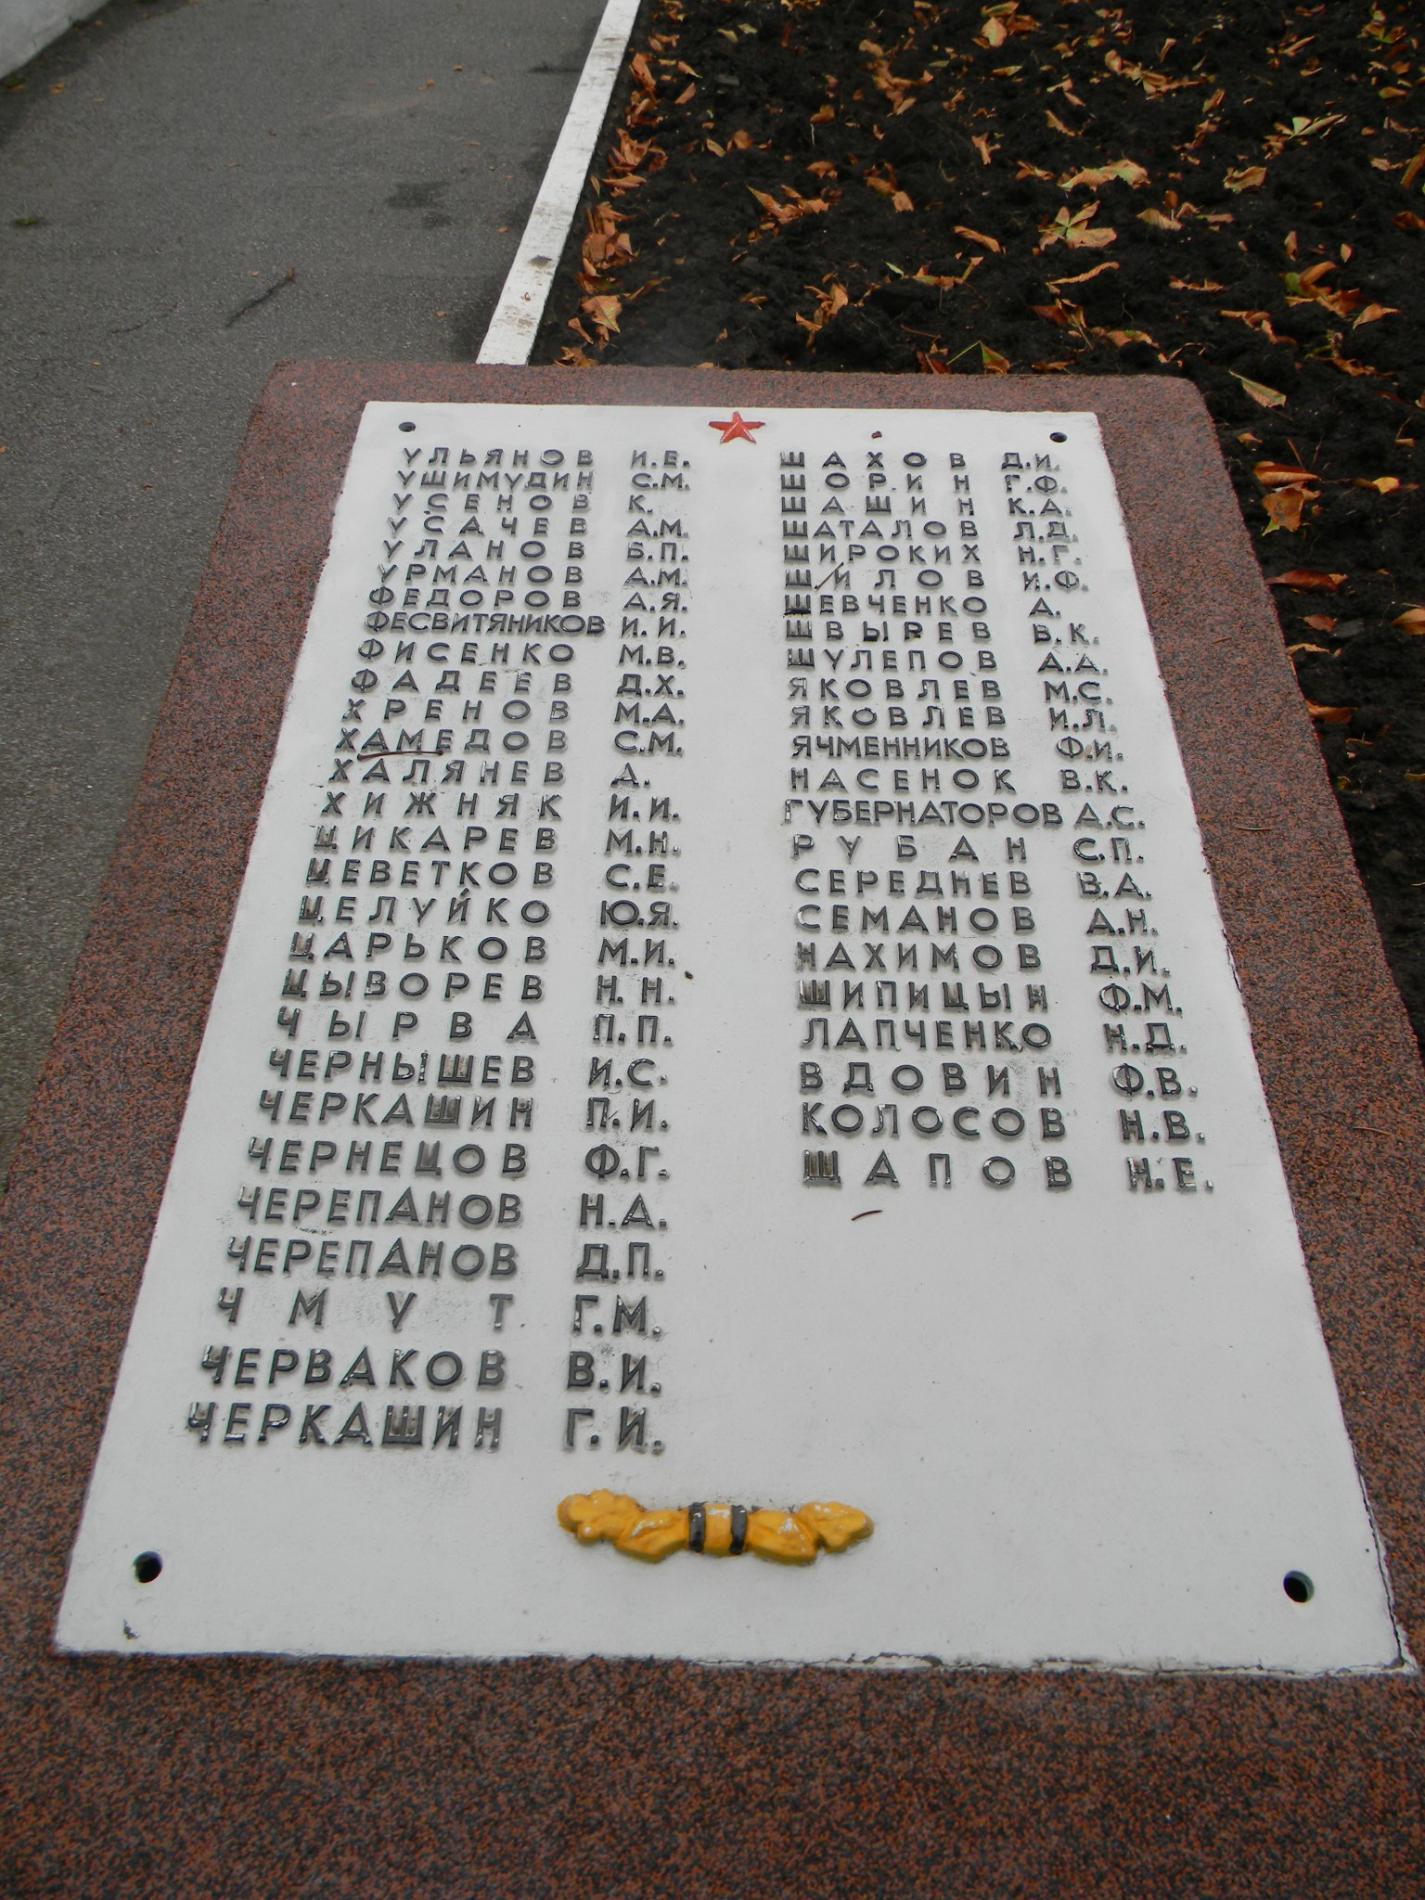 УЛЬЯНОВ И.Е.
УШИМУДИН С.М.
УСЕНОВ К.
УСАЧЕВ А.М.
УЛАНОВ Б.П.
УРМАНОВ А.М.
ФЕДОРОВ А.Я.
ФЕСВИТЯНИКОВ И.И.
ФИСЕНКО М.В.
ФАДЕЕВ Д.Х.
ХРЕНОВ М.А.
ХАМЕДОВ С.М.
ХАЛЯНЕВ А.
ХИЖНЯК И.И.
ЦИКАРЕВ М.Н.
ЦЕВЕТКОВ С.Е.
ЦЕЛУЙКО Ю.Я.
ЦАРЬКОВ М.И.
ЦЫВОРЕВ Н.Н.
ЧЫРВА П.П.
ЧЕРНЫШЕВ И.С.
ЧЕРКАШИН П.И.
ЧЕРНЕЦОВ Ф.Г.
ЧЕРЕПАНОВ Н.А.
ЧЕРЕПАНОВ Д.П.
ЧМУТ Г.М.
ЧЕРВАКОВ В.И.
ЧЕРКАШИН Г.И.
ШАХОВ Д.И.
ШОРИН Г.Ф.
ШАШИН К.А.
ШАТАЛОВ Л.Д.
ШИРОКИХ Н.Г.
ШИЛОВ И.Ф.
ШЕВЧЕНКО А.
ШВЫРЕВ В.К.
ШУЛЕПОВ А.А.
ЯКОВЛЕВ М.С.
ЯКОВЛЕВ И.Л.
ЯЧМЕННИКОВ Ф.И.
НАСЕНОК В.К.
ГУБЕРНАТОРОВ А.С.
РУБАН С.П.
СЕРЕДНЕВ В.А.
СЕМАНОВ А.Н.
НАХИМОВ Д.И.
ШИПИЦЫН Ф.М.
ЛАПЧЕНКО Н.Д.
ВДОВИН Ф.В.
КОЛОСОВ Н.В.
ЩАПОВ Н.Е.